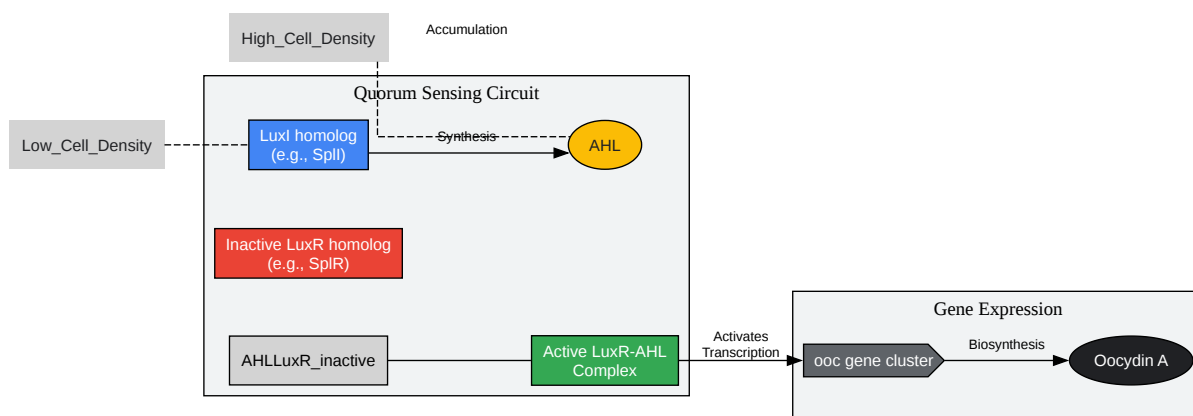 High_Cell_Density
Accumulation
Quorum Sensing Circuit
Low_Cell_Density
LuxI homolog
(e.g., SplI)
Synthesis
AHL
Inactive LuxR homolog
(e.g., SplR)
Gene Expression
AHLLuxR_inactive
Active LuxR-AHL
Complex
Activates
Transcription
ooc gene cluster
Biosynthesis
Oocydin A